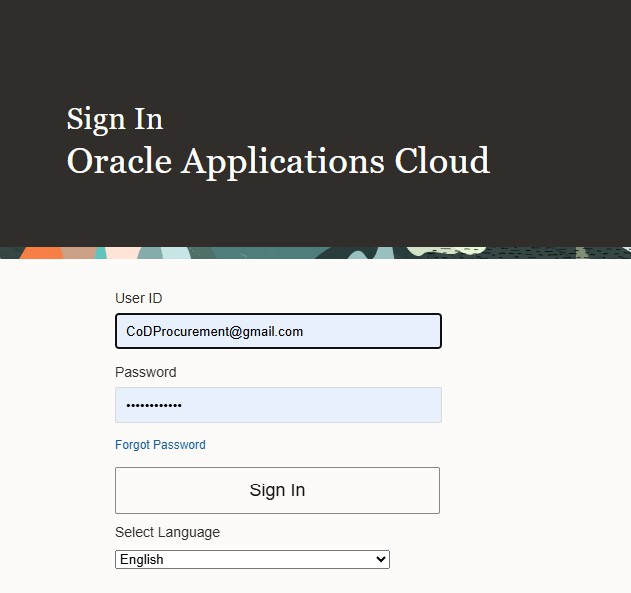 Sign In
Oracle Applications Cloud
User ID
CoDProcurement@gmail.com
Password
••••••••••••
Forgot Password
Sign In
Select Language
English